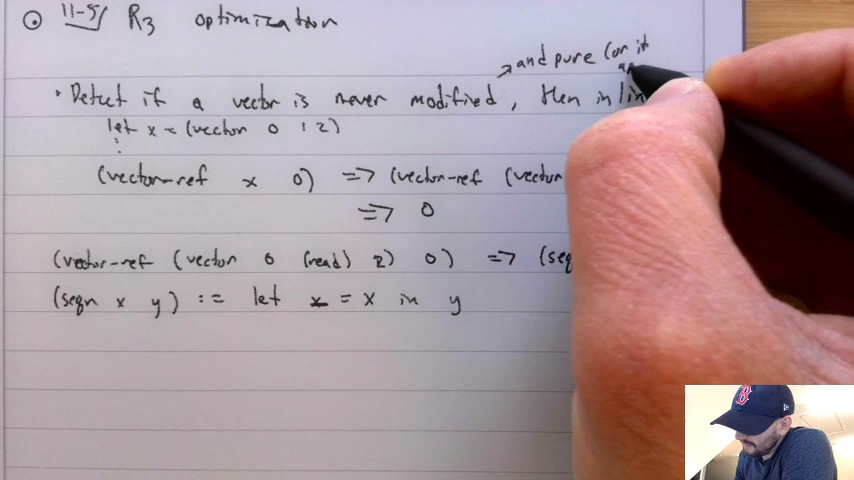 11-5/ R3 optimization
and pure (or it
• Detect if a vector is never modified, then inlin
let x = (vector 0 1 2)
⋮
(vector-ref x 0) => (vector-ref (vector
=> 0
(vector-ref (vector 0 (read) 2) 0) => (seq
(seqn x y) := let _ = x in y
B